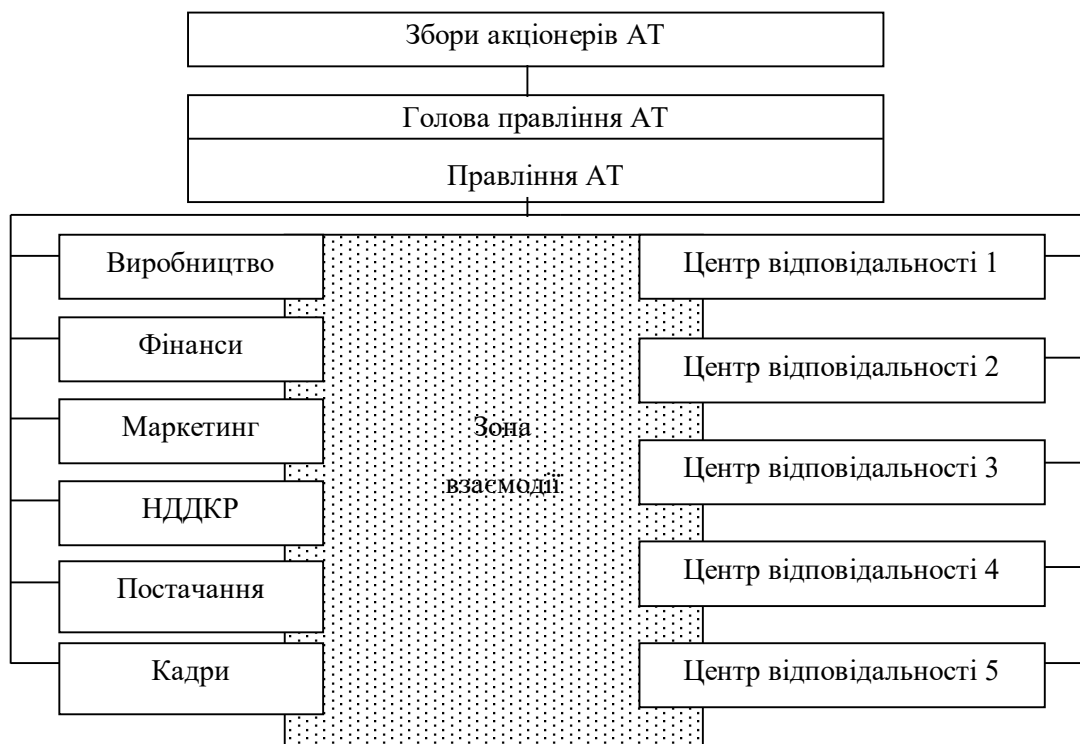 Збори акціонерів АТ
Голова правління АТ
Правління АТ
Виробництво
Фінанси
Маркетинг
НДДКР
Постачання
Кадри
Зона
взаємодії
Центр відповідальності 1
Центр відповідальності 2
Центр відповідальності 3
Центр відповідальності 4
Центр відповідальності 5